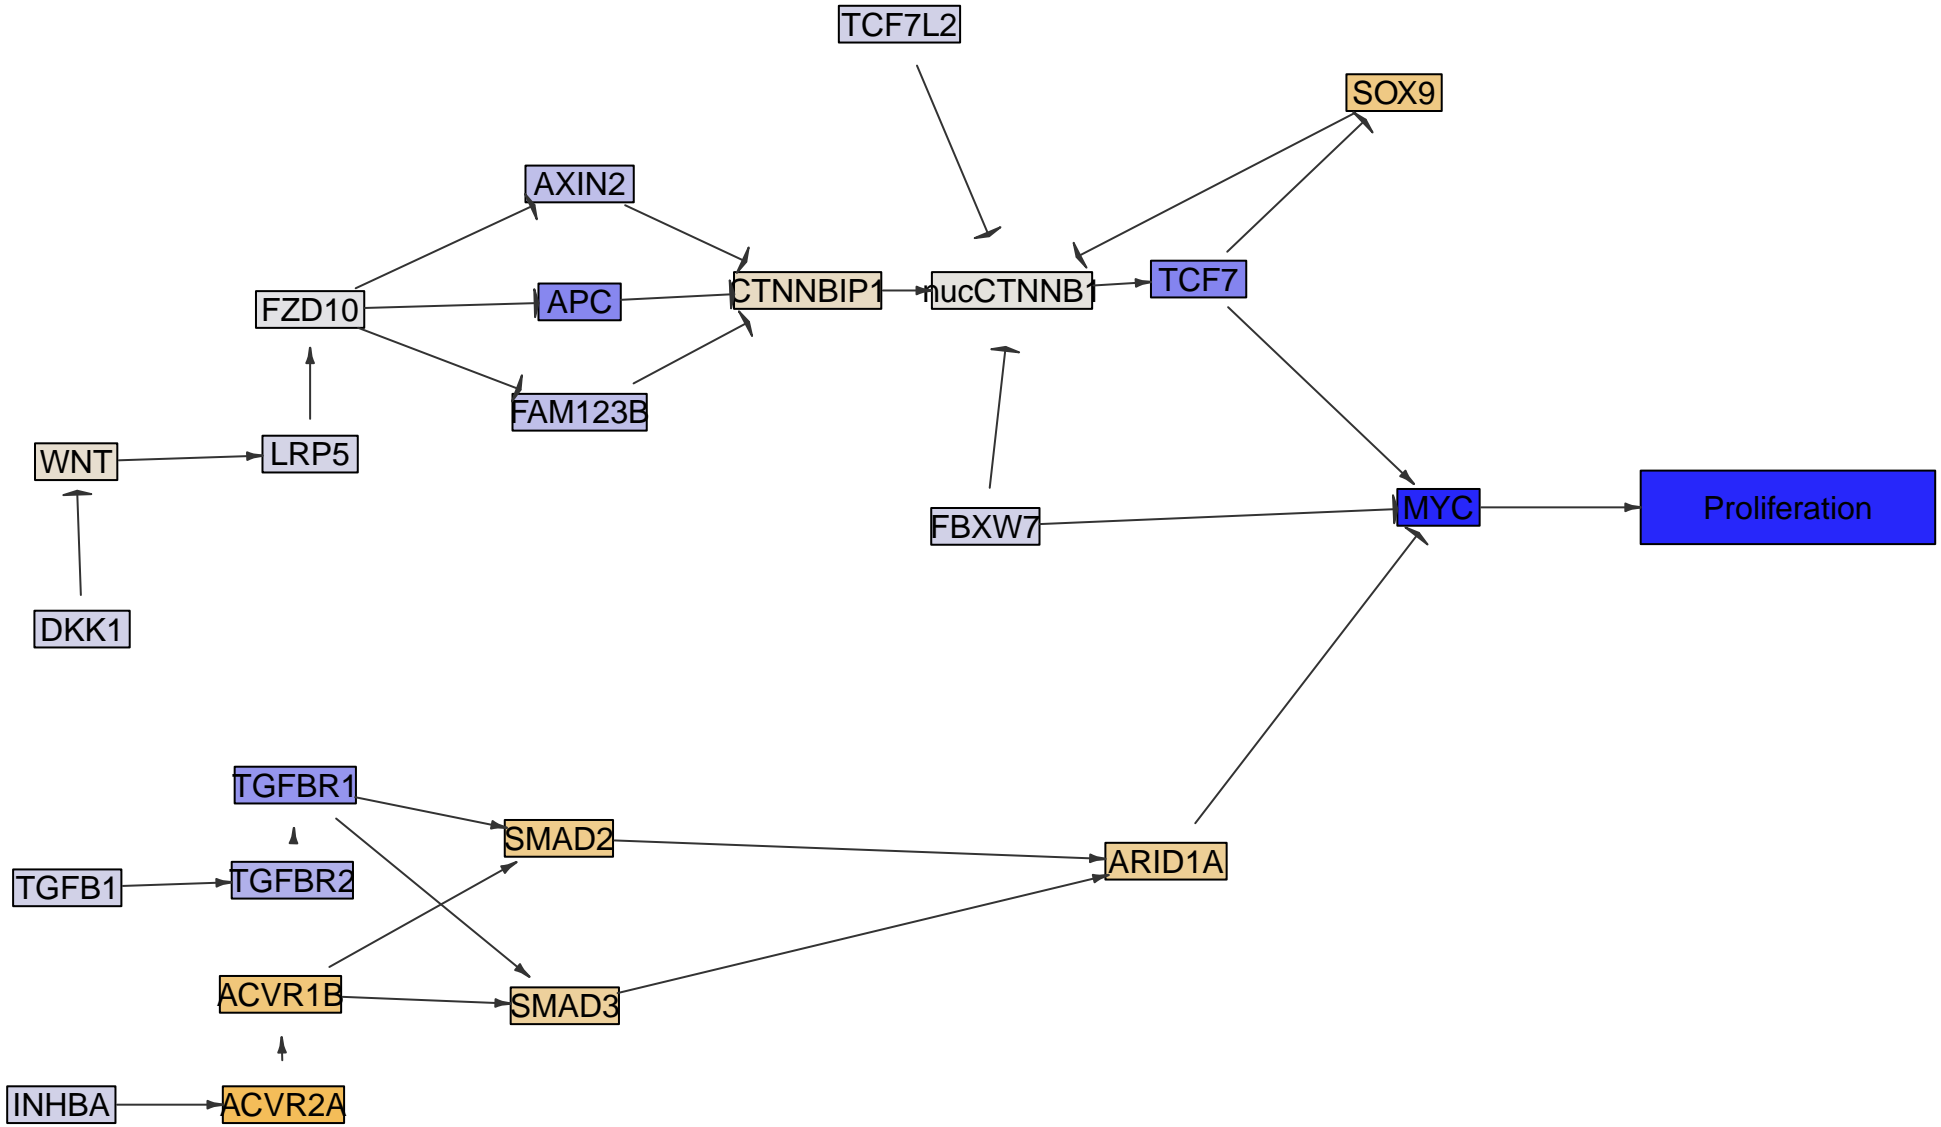 TCF7L2
SOX9
AXIN2
CTNNBIP1
nucCTNNB1
TCF7
FZD10
APC
FAM123B
WNT
LRP5
FBXW7
MYC
Proliferation
DKK1
TGFBR1
SMAD2
ARID1A
TGFB1
TGFBR2
ACVR1B
SMAD3
INHBA
ACVR2A